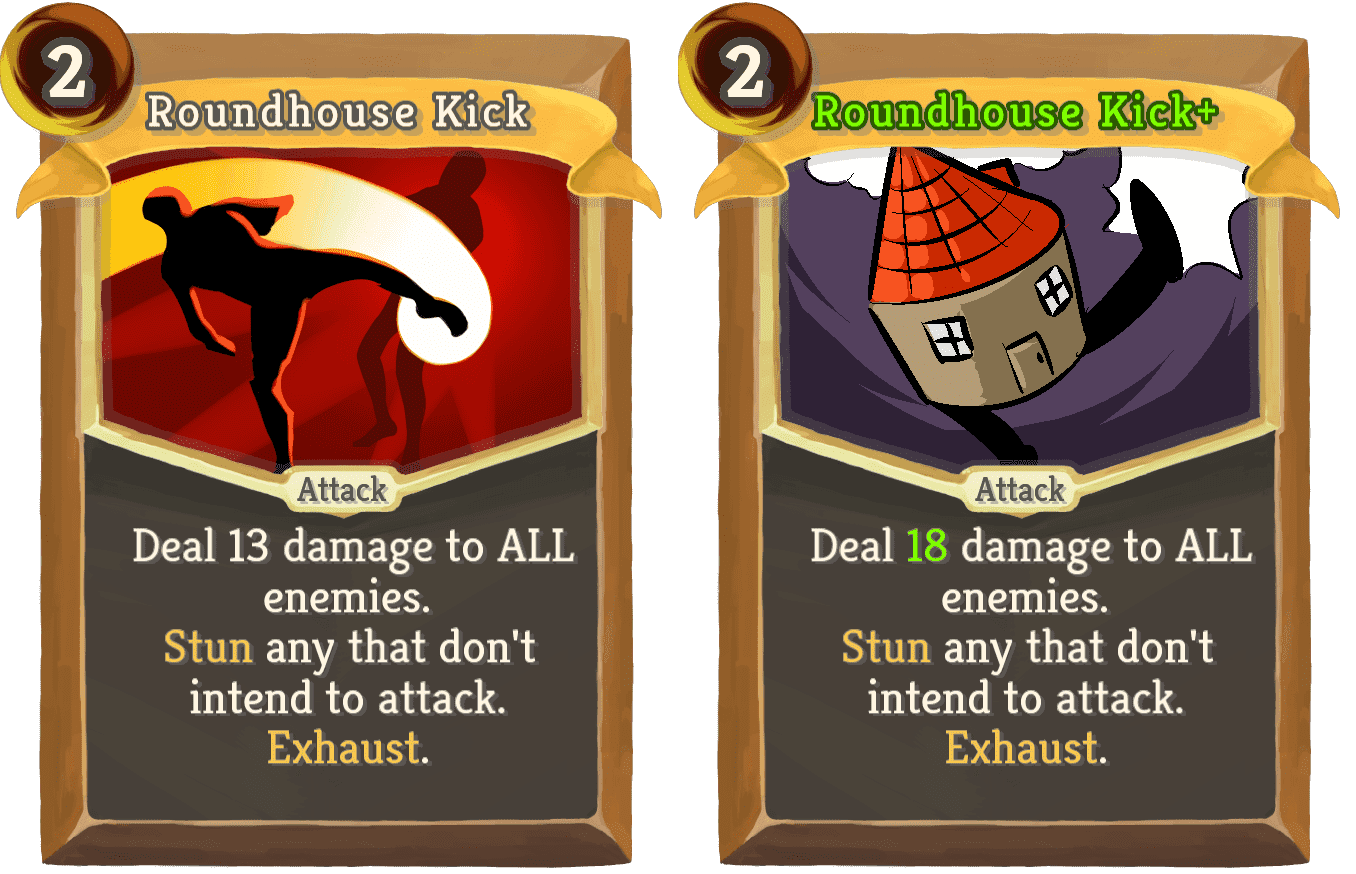 2
Roundhouse Kick
Attack
Deal 13 damage to ALL
enemies.
Stun any that don't
intend to attack.
Exhaust.
2
Roundhouse Kick+
Attack
Deal 18 damage to ALL
enemies.
Stun any that don't
intend to attack.
Exhaust.